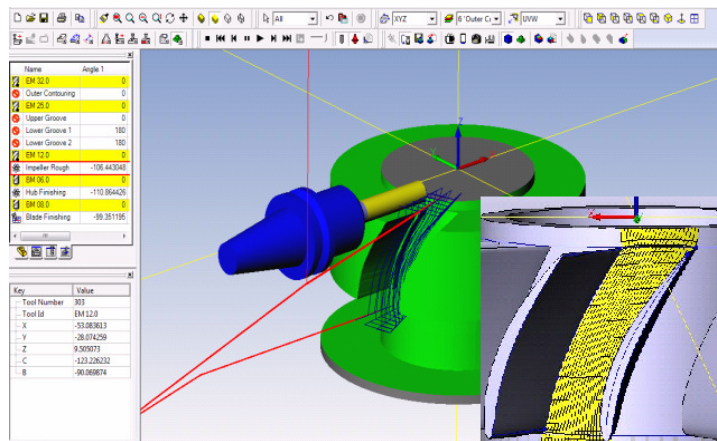 All XYZ 6 'Outer Cu UVW
Name Angle 1
EM 32.0 0
Outer Contouring 0
EM 25.0 0
Upper Groove 0
Lower Groove 1 180
Lower Groove 2 180
EM 12.0 0
Impeller Rough -106.443048
BM 06.0 0
Hub Finishing -110.864426
BM 08.0 0
Blade Finishing -99.351195
Key Value
Tool Number 303
Tool Id EM 12.0
X -53.083613
Y -28.074259
Z 9.505073
C -123.226232
B -90.069874
Z
Y
X